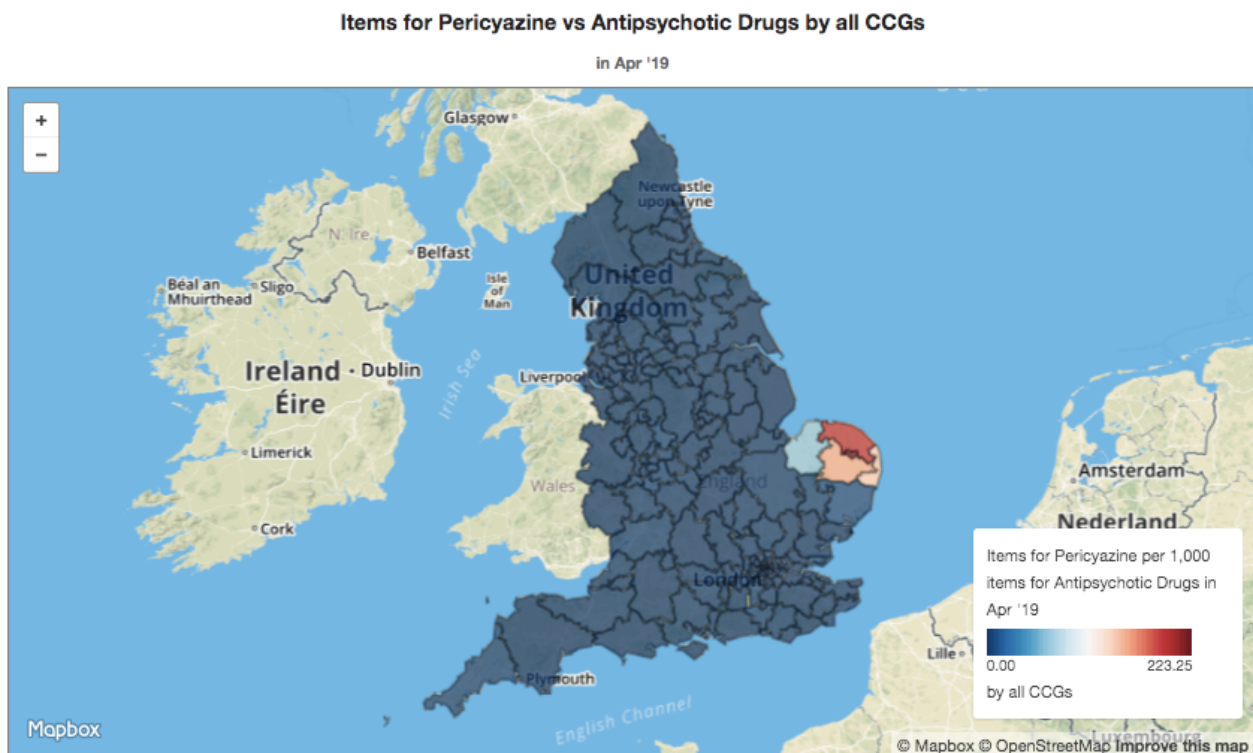 Items for Pericyazine vs Antipsychotic Drugs by all CCGs
in Apr '19
+
−
Glasgow
Newcastle
upon Tyne
N. Ire.
Belfast
Isle
of
Man
Béal an
Mhuirthead
Sligo
United
Kingdom
Ireland
Éire
Dublin
Irish Sea
Liverpool
Limerick
Wales
England
Cork
Amsterdam
Nederland
London
Plymouth
English Channel
Lille
Luxembourg
Items for Pericyazine per 1,000
items for Antipsychotic Drugs in
Apr '19
0.00 223.25
by all CCGs
Mapbox
© Mapbox © OpenStreetMap Improve this map